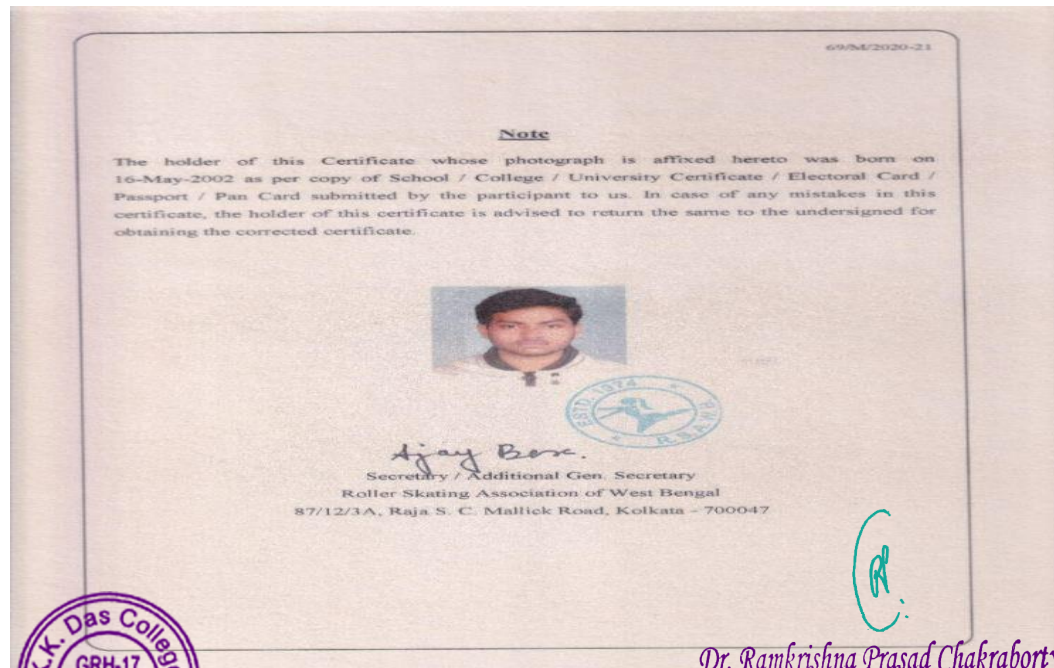 69/M/2020-21
Note
The holder of this Certificate whose photograph is affixed hereto was born on
16-May-2002 as per copy of School / College / University Certificate / Electoral Card /
Passport / Pan Card submitted by the participant to us. In case of any mistakes in this
certificate, the holder of this certificate is advised to return the same to the undersigned for
obtaining the corrected certificate.
ESTD. 1974
R.S.A.W.B.
Ajay Bose.
Secretary / Additional Gen. Secretary
Roller Skating Association of West Bengal
87/12/3A, Raja S. C. Mallick Road, Kolkata - 700047
K.K. Das College
GRH-17
Dr. Ramkrishna Prasad Chakraborty